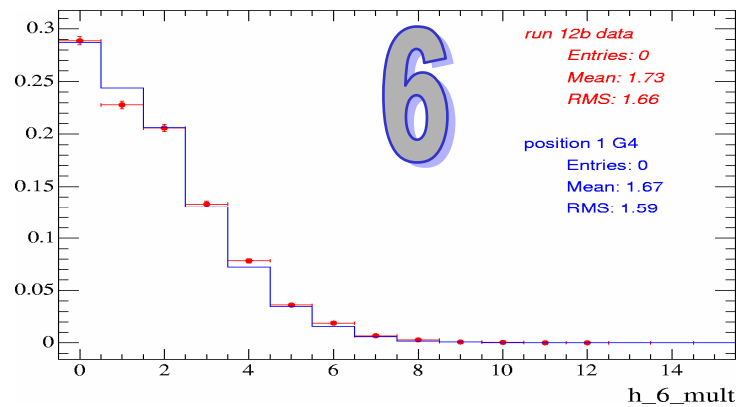 0.3
0.25
0.2
0.15
0.1
0.05
0
6
run 12b data
Entries: 0
Mean: 1.73
RMS: 1.66
position 1 G4
Entries: 0
Mean: 1.67
RMS: 1.59
0 2 4 6 8 10 12 14
h_6_mult